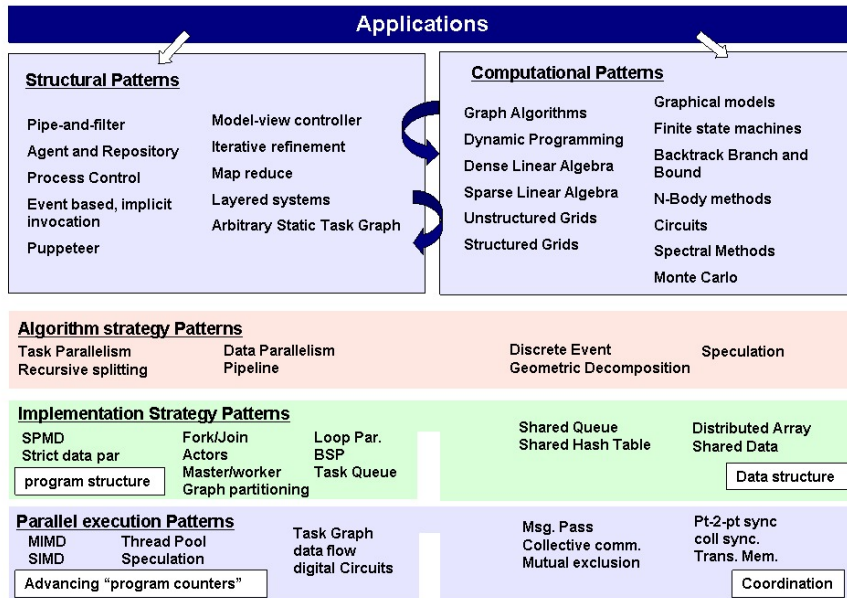 Applications
Structural Patterns
Pipe-and-filter
Agent and Repository
Process Control
Event based, implicit
invocation
Puppeteer
Model-view controller
Iterative refinement
Map reduce
Layered systems
Arbitrary Static Task Graph
Computational Patterns
Graph Algorithms
Dynamic Programming
Dense Linear Algebra
Sparse Linear Algebra
Unstructured Grids
Structured Grids
Graphical models
Finite state machines
Backtrack Branch and
Bound
N-Body methods
Circuits
Spectral Methods
Monte Carlo
Algorithm strategy Patterns
Task Parallelism
Recursive splitting
Data Parallelism
Pipeline
Discrete Event
Geometric Decomposition
Speculation
Implementation Strategy Patterns
SPMD
Strict data par
program structure
Fork/Join
Actors
Master/worker
Graph partitioning
Loop Par.
BSP
Task Queue
Shared Queue
Shared Hash Table
Distributed Array
Shared Data
Data structure
Parallel execution Patterns
MIMD
SIMD
Thread Pool
Speculation
Advancing “program counters”
Task Graph
data flow
digital Circuits
Msg. Pass
Collective comm.
Mutual exclusion
Pt-2-pt sync
coll sync.
Trans. Mem.
Coordination